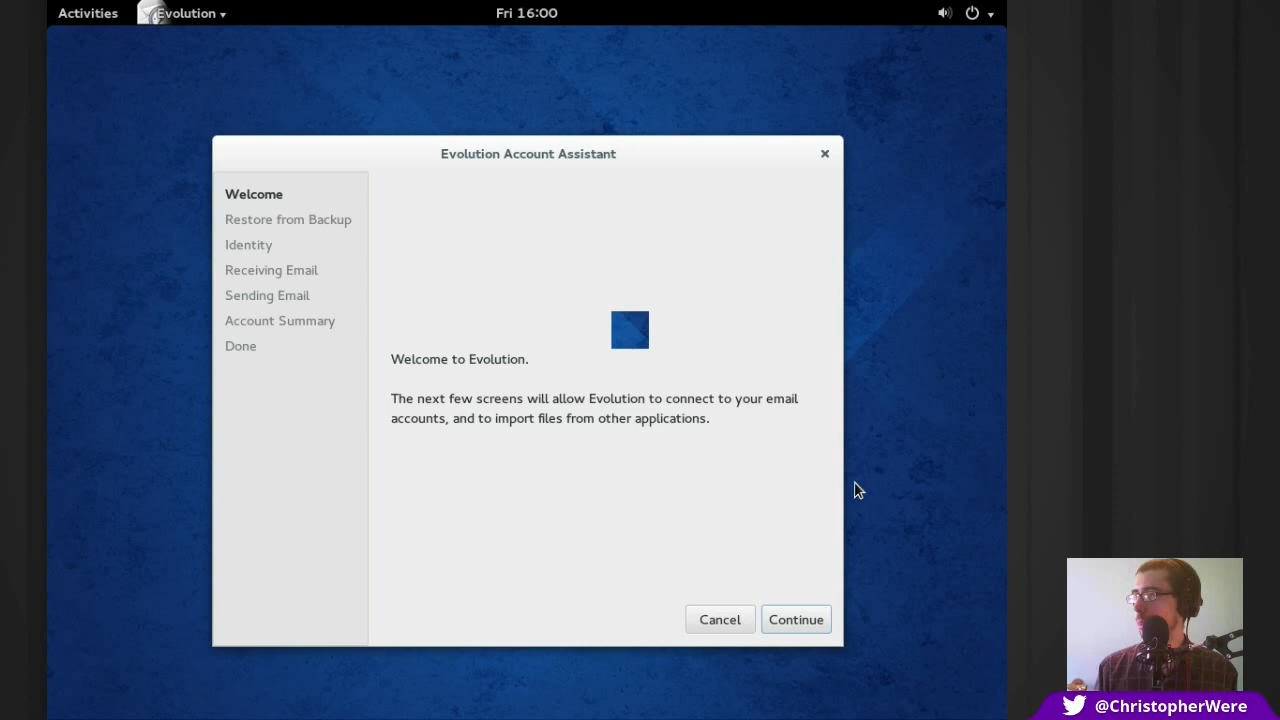 Activities
Evolution
Fri 16:00
Evolution Account Assistant
Welcome
Restore from Backup
Identity
Receiving Email
Sending Email
Account Summary
Done
Welcome to Evolution.
The next few screens will allow Evolution to connect to your email
accounts, and to import files from other applications.
Cancel
Continue
@ChristopherWere